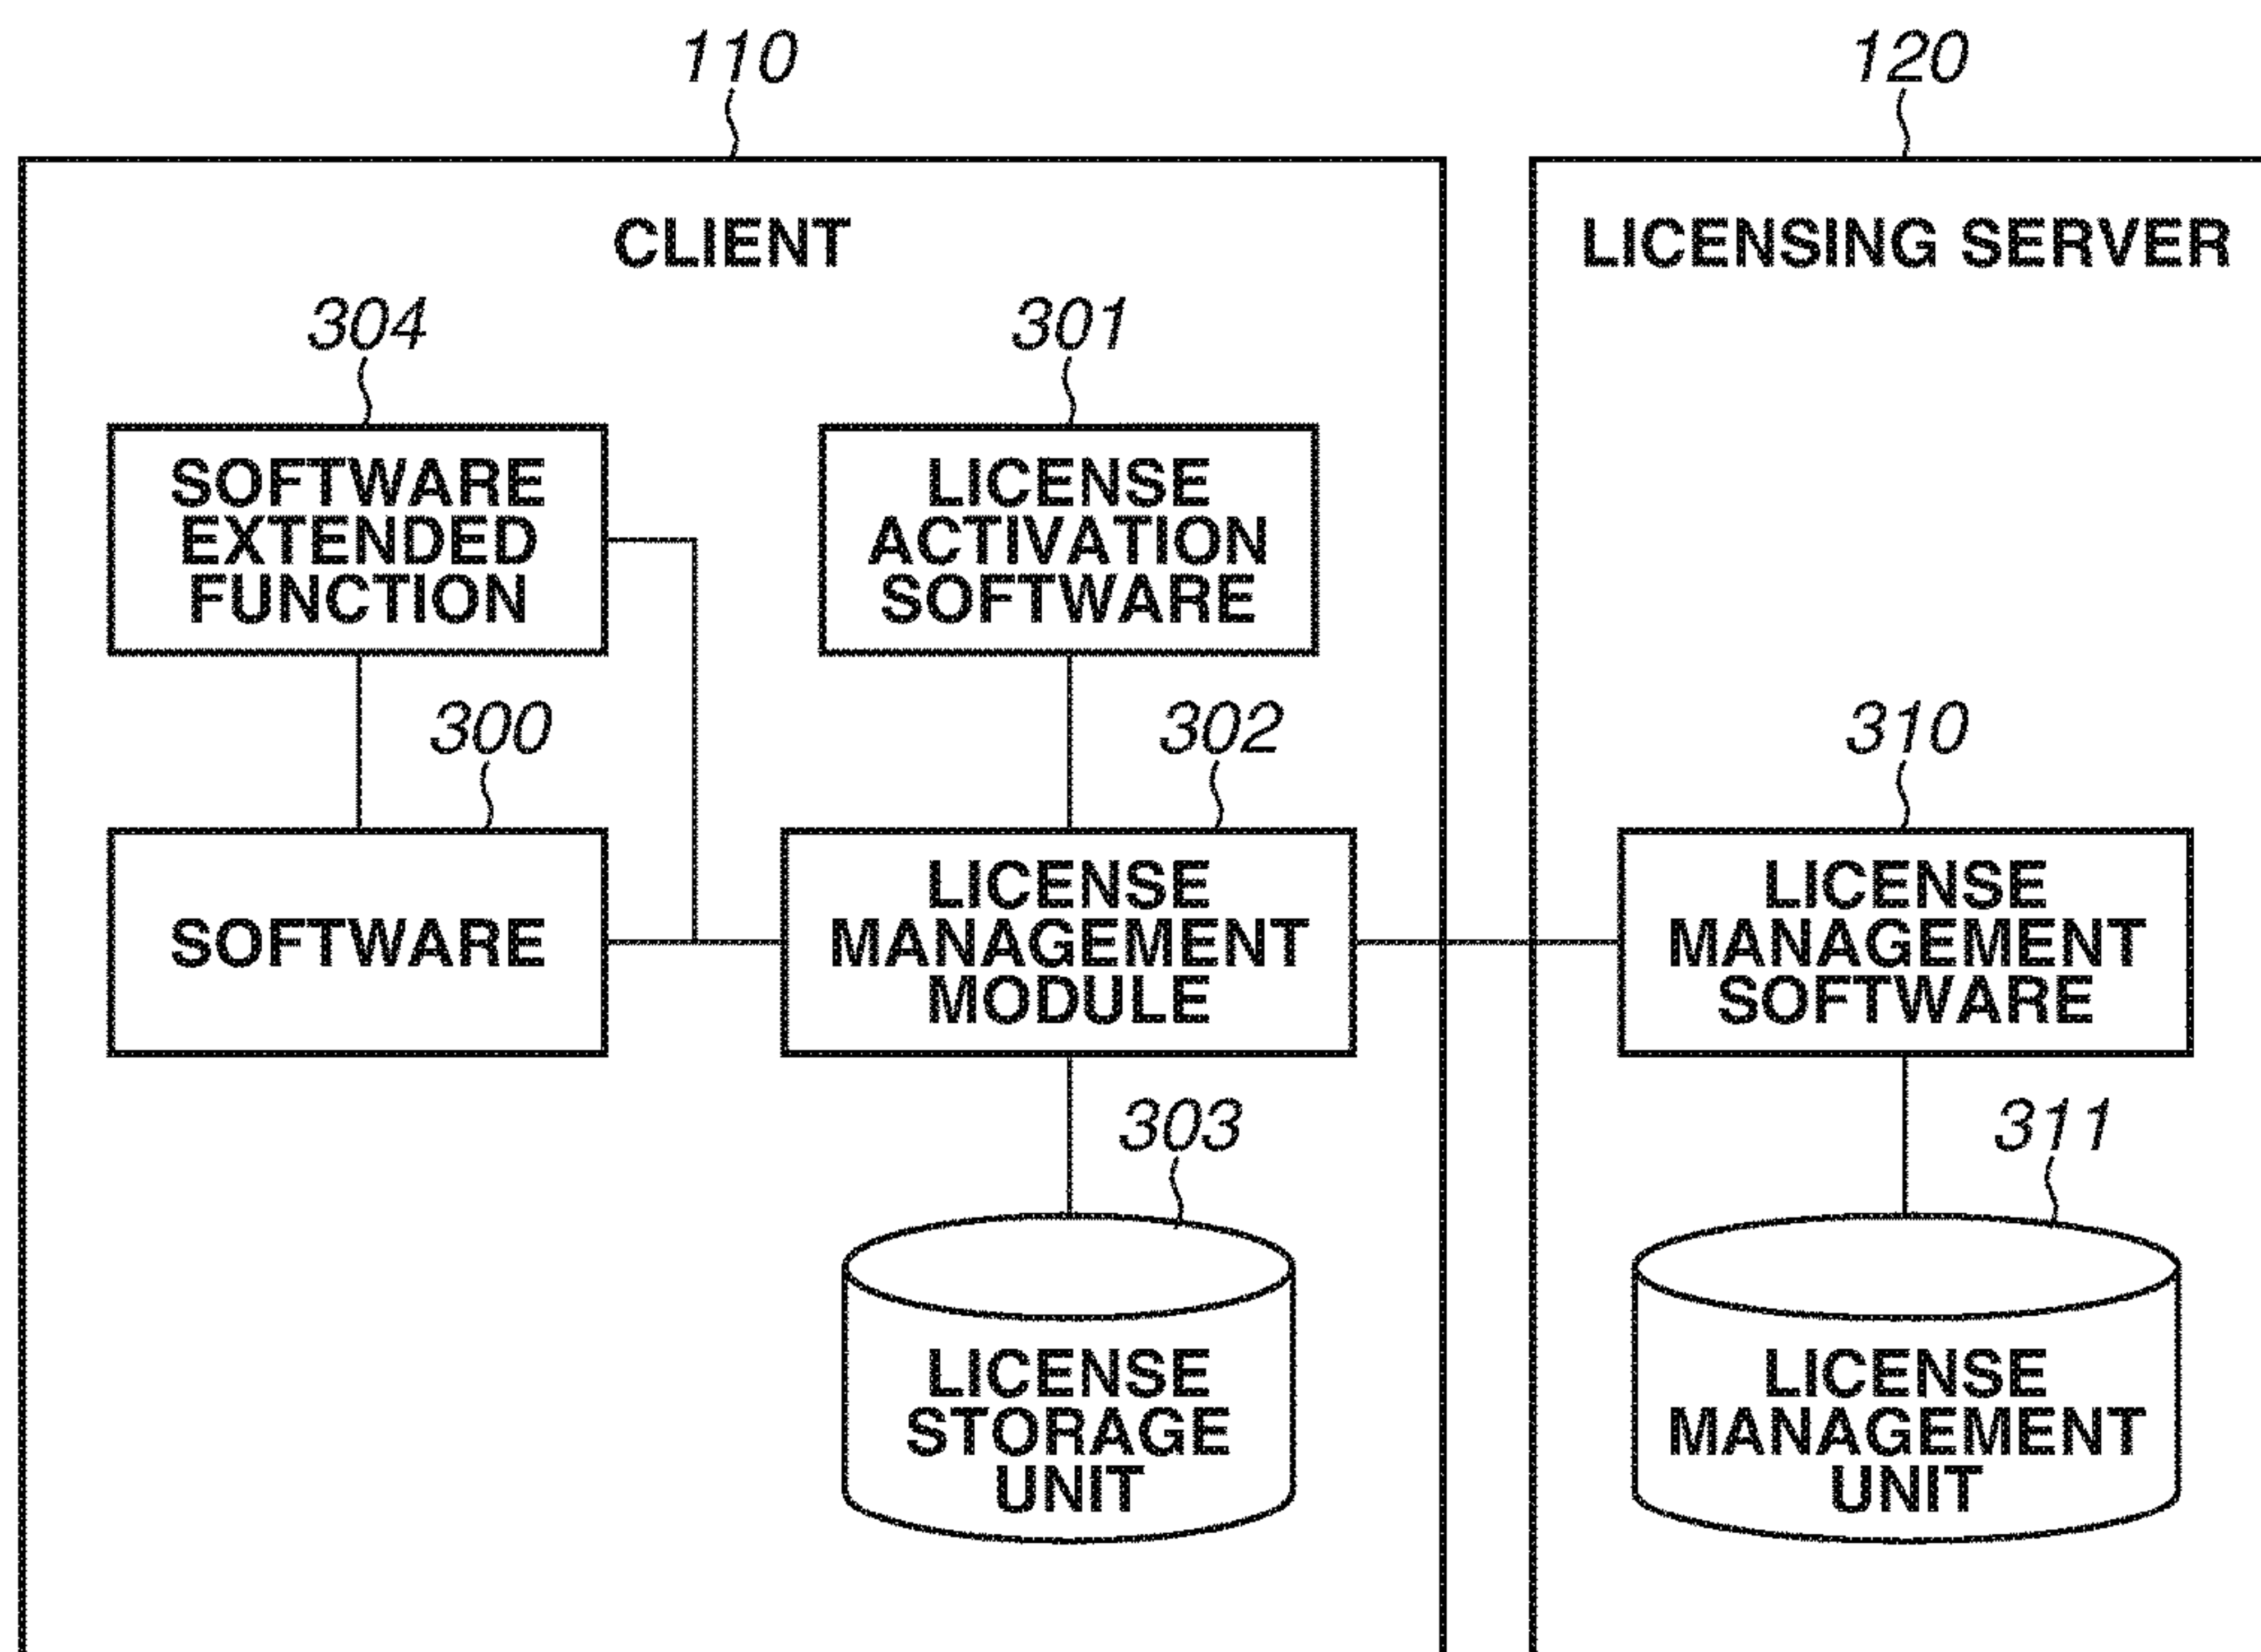 110
120
CLIENT
LICENSING SERVER
304
301
SOFTWARE
EXTENDED
FUNCTION
LICENSE
ACTIVATION
SOFTWARE
300
302
310
SOFTWARE
LICENSE
MANAGEMENT
MODULE
LICENSE
MANAGEMENT
SOFTWARE
303
311
LICENSE
STORAGE
UNIT
LICENSE
MANAGEMENT
UNIT